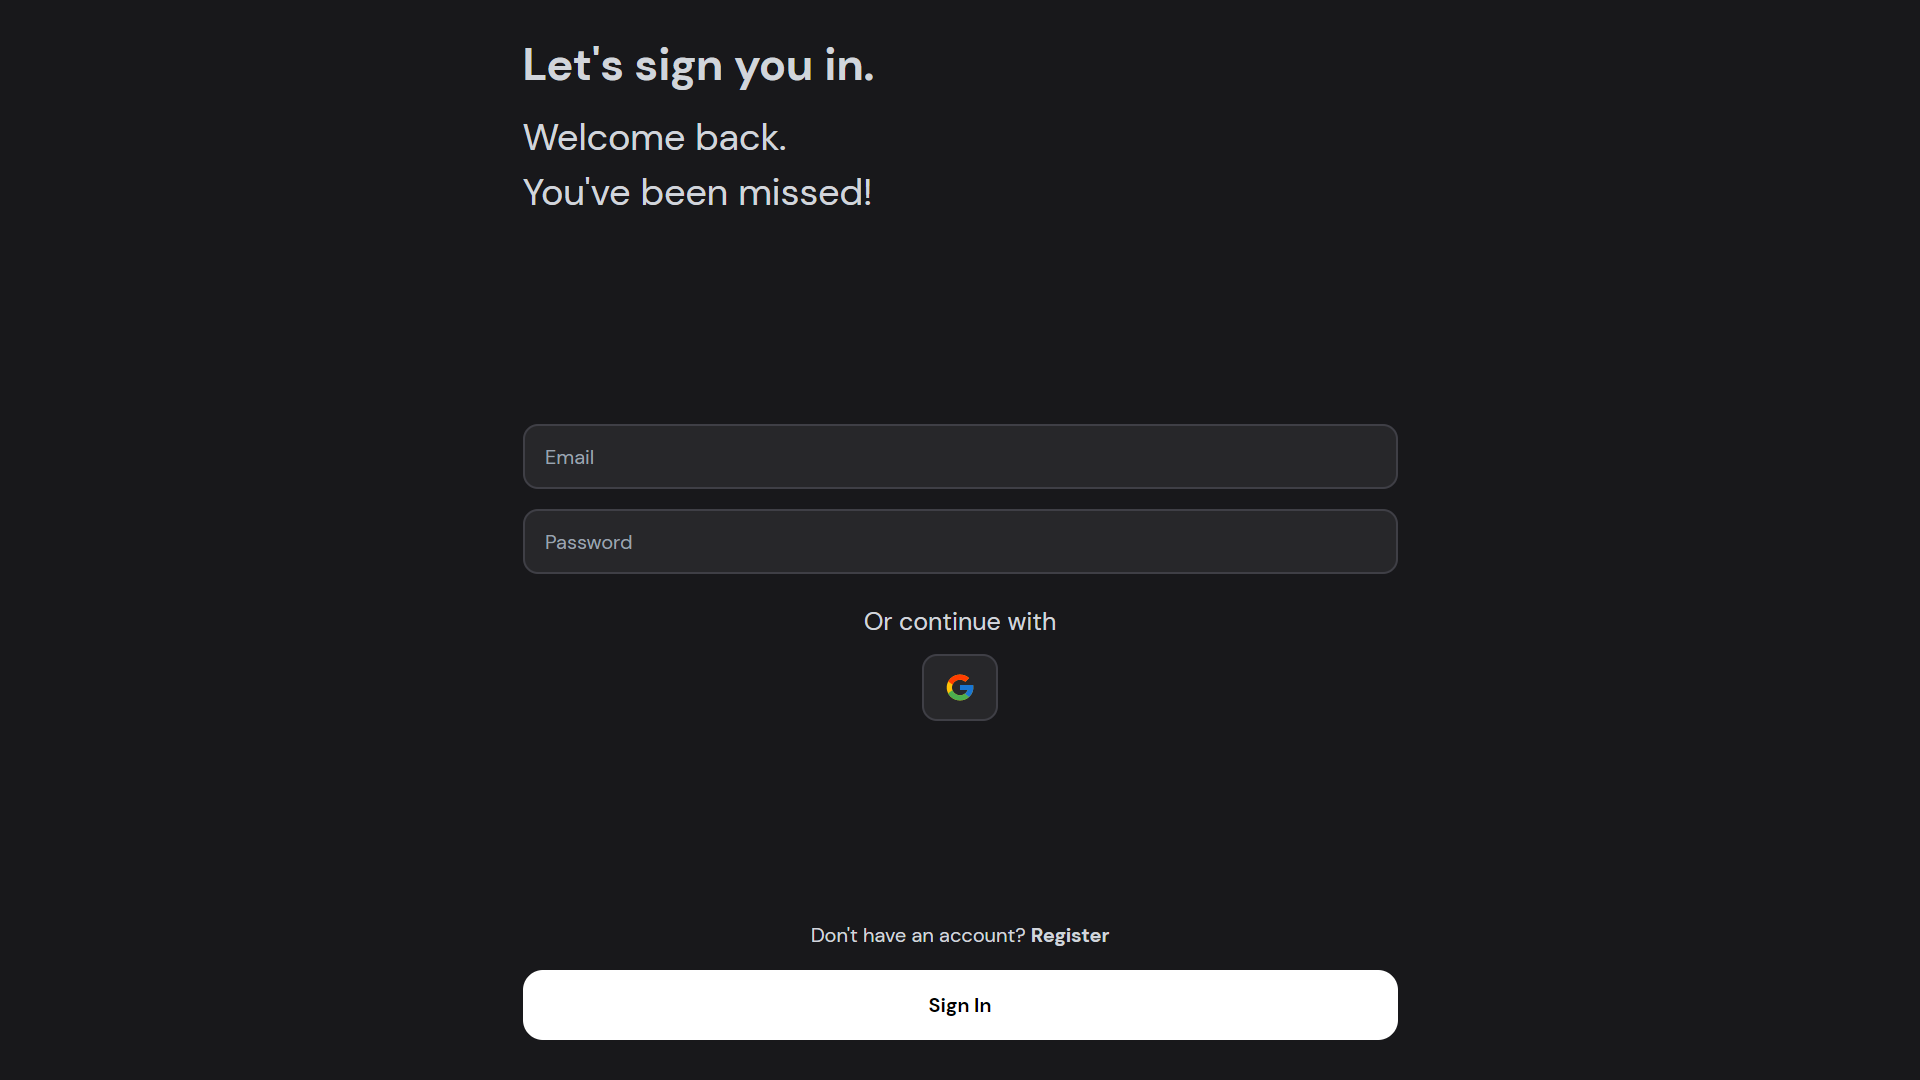 Let's sign you in.
Welcome back.
You've been missed!
Email
Password
Or continue with
Don't have an account? Register
Sign In